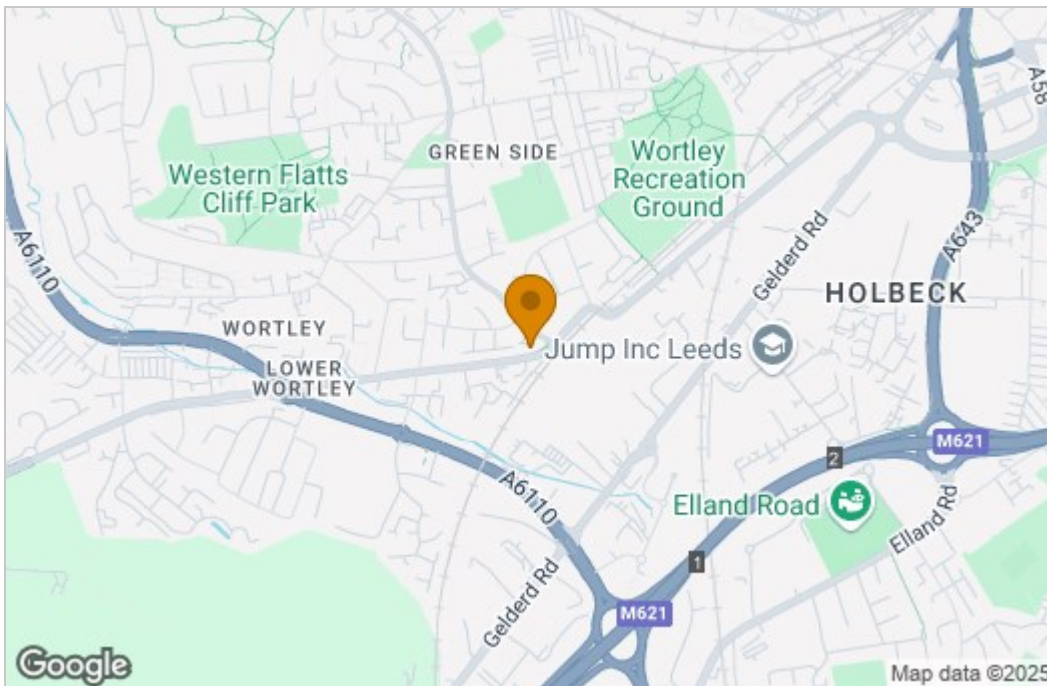 GREEN SIDE
Wortley
Recreation
Ground
Western Flatts
Cliff Park
A58
A6110
Gelderd Rd
A643
HOLBECK
WORTLEY
LOWER
WORTLEY
Jump Inc Leeds
M621
2
A6110
Elland Road
Elland Rd
1
Gelderd Rd
M621
Google
Map data ©2025